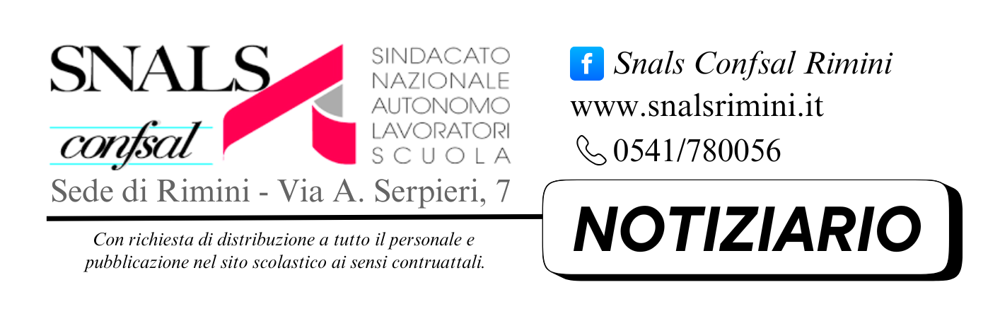 SNALS
confsal
SINDACATO
NAZIONALE
AUTONOMO
LAVORATORI
SCUOLA
Sede di Rimini - Via A. Serpieri, 7
Con richiesta di distribuzione a tutto il personale e
pubblicazione nel sito scolastico ai sensi contruattali.
f Snals Confsal Rimini
www.snalsrimini.it
0541/780056
NOTIZIARIO